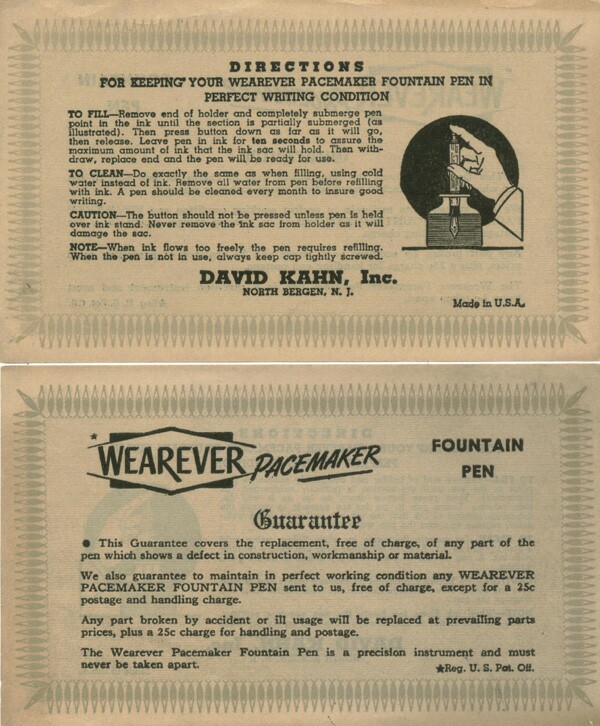 DIRECTIONS
FOR KEEPING YOUR WEAREVER PACEMAKER FOUNTAIN PEN IN
PERFECT WRITING CONDITION
TO FILL—Remove end of holder and completely submerge pen
point in the ink until the section is partially submerged (as
illustrated). Then press button down as far as it will go,
then release. Leave pen in ink for ten seconds to assure the
maximum amount of ink that the ink sac will hold. Then with-
draw, replace end and the pen will be ready for use.
TO CLEAN—Do exactly the same as when filling, using cold
water instead of ink. Remove all water from pen before refilling
with ink. A pen should be cleaned every month to insure good
writing.
CAUTION—The button should not be pressed unless pen is held
over ink stand. Never remove the ink sac from holder as it will
damage the sac.
NOTE—When ink flows too freely the pen requires refilling.
When the pen is not in use, always keep cap tightly screwed.
DAVID KAHN, Inc.
NORTH BERGEN, N. J.
Made in U.S.A.
*WEAREVER PACEMAKER
FOUNTAIN
PEN
Guarantee
● This Guarantee covers the replacement, free of charge, of any part of the
pen which shows a defect in construction, workmanship or material.
We also guarantee to maintain in perfect working condition any WEAREVER
PACEMAKER FOUNTAIN PEN sent to us, free of charge, except for a 25c
postage and handling charge.
Any part broken by accident or ill usage will be replaced at prevailing parts
prices, plus a 25c charge for handling and postage.
The Wearever Pacemaker Fountain Pen is a precision instrument and must
never be taken apart.
★Reg. U. S. Pat. Off.